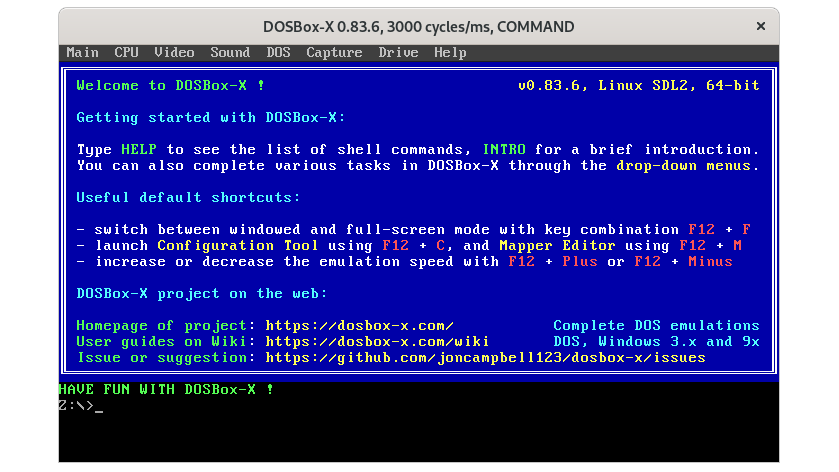 DOSBox-X 0.83.6, 3000 cycles/ms, COMMAND ×
Main CPU Video Sound DOS Capture Drive Help
Welcome to DOSBox-X ! v0.83.6, Linux SDL2, 64-bit
Getting started with DOSBox-X:
Type HELP to see the list of shell commands, INTRO for a brief introduction.
You can also complete various tasks in DOSBox-X through the drop-down menus.
Useful default shortcuts:
- switch between windowed and full-screen mode with key combination F12 + F
- launch Configuration Tool using F12 + C, and Mapper Editor using F12 + M
- increase or decrease the emulation speed with F12 + Plus or F12 + Minus
DOSBox-X project on the web:
Homepage of project: https://dosbox-x.com/ Complete DOS emulations
User guides on Wiki: https://dosbox-x.com/wiki DOS, Windows 3.x and 9x
Issue or suggestion: https://github.com/joncampbell123/dosbox-x/issues
HAVE FUN WITH DOSBox-X !
Z:\>_